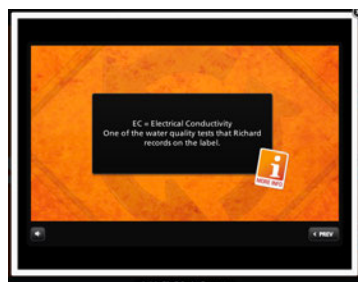 EC = Electrical Conductivity
One of the water quality tests that Richard
records on the label.
MORE INFO
PREV